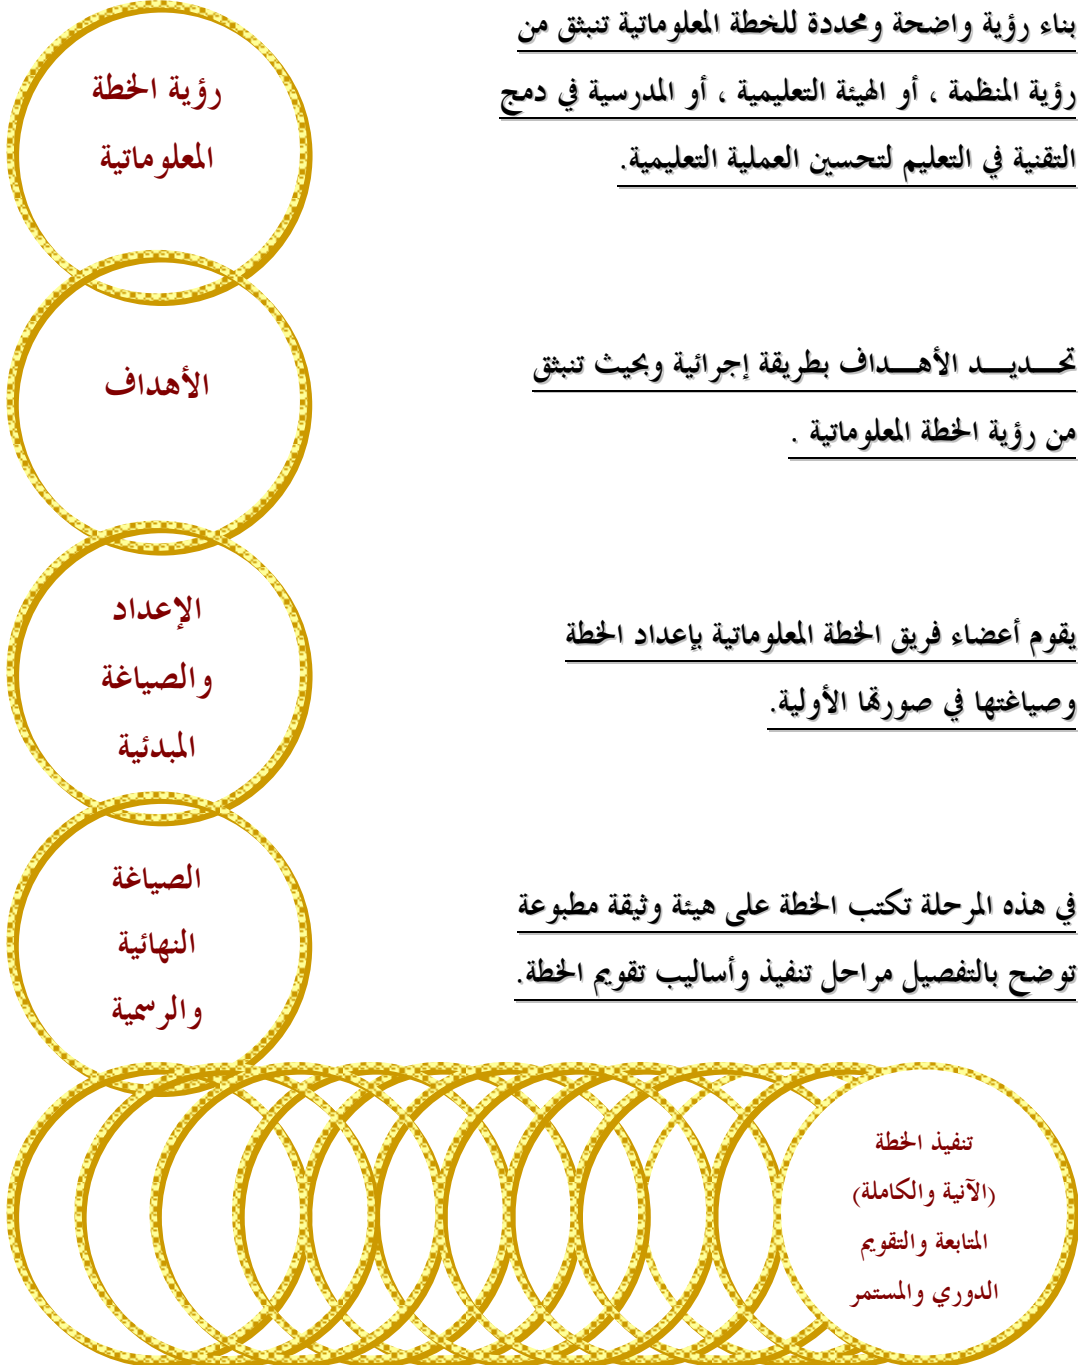 بناء رؤية واضحة ومحددة للخطة المعلوماتية تنبثق من
رؤية المنظمة ، أو الهيئة التعليمية ، أو المدرسية في دمج
التقنية في التعليم لتحسين العملية التعليمية.
رؤية الخطة
المعلوماتية
تحـــديـــد الأهـــداف بطريقة إجرائية وبحيث تنبثق
من رؤية الخطة المعلوماتية .
الأهداف
يقوم أعضاء فريق الخطة المعلوماتية بإعداد الخطة
وصياغتها في صورتها الأولية.
الإعداد
والصياغة
المبدئية
في هذه المرحلة تكتب الخطة على هيئة وثيقة مطبوعة
توضح بالتفصيل مراحل تنفيذ وأساليب تقويم الخطة.
الصياغة
النهائية
والرسمية
تنفيذ الخطة
(الآنية والكاملة)
المتابعة والتقويم
الدوري والمستمر